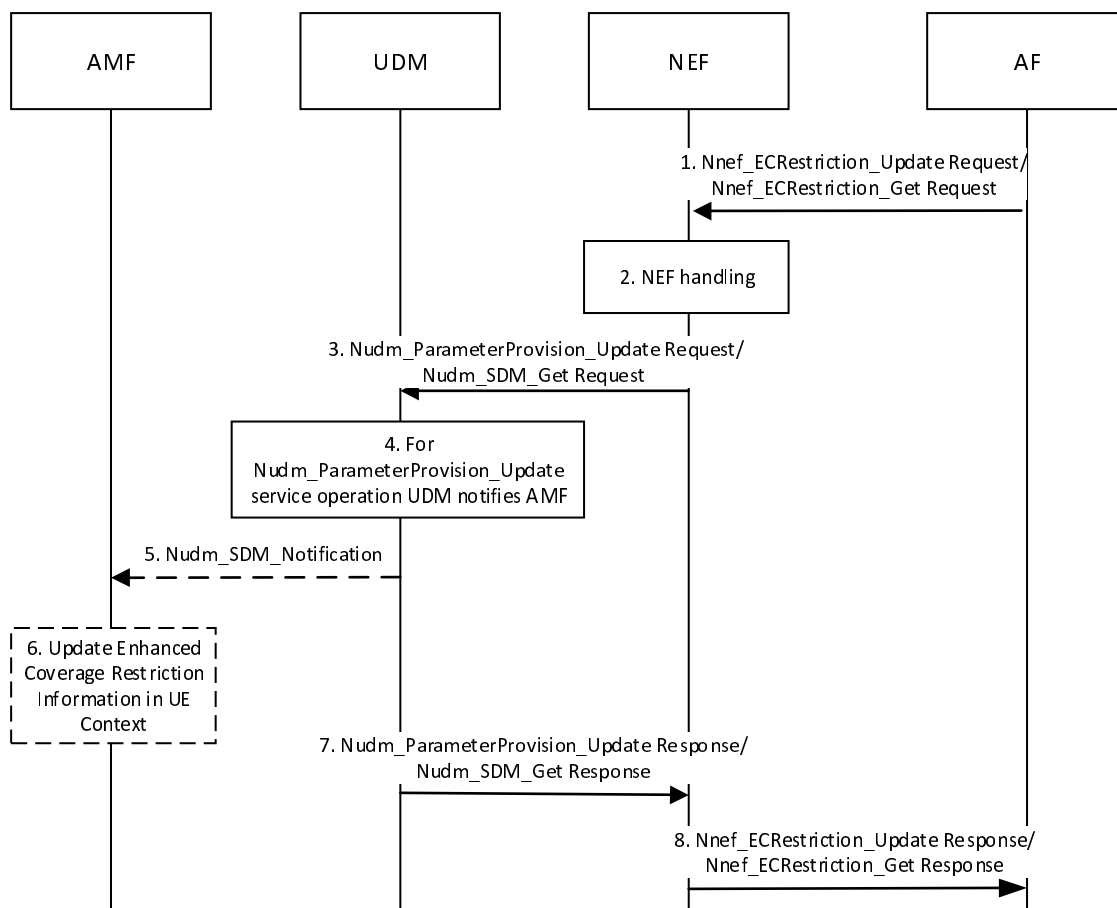 AMF
UDM
NEF
AF
1. Nnef_ECRestriction_Update Request/
Nnef_ECRestriction_Get Request
2. NEF handling
3. Nudm_ParameterProvision_Update Request/
Nudm_SDM_Get Request
4. For
Nudm_ParameterProvision_Update
service operation UDM notifies AMF
5. Nudm_SDM_Notification
6. Update Enhanced
Coverage Restriction
Information in UE
Context
7. Nudm_ParameterProvision_Update Response/
Nudm_SDM_Get Response
8. Nnef_ECRestriction_Update Response/
Nnef_ECRestriction_Get Response